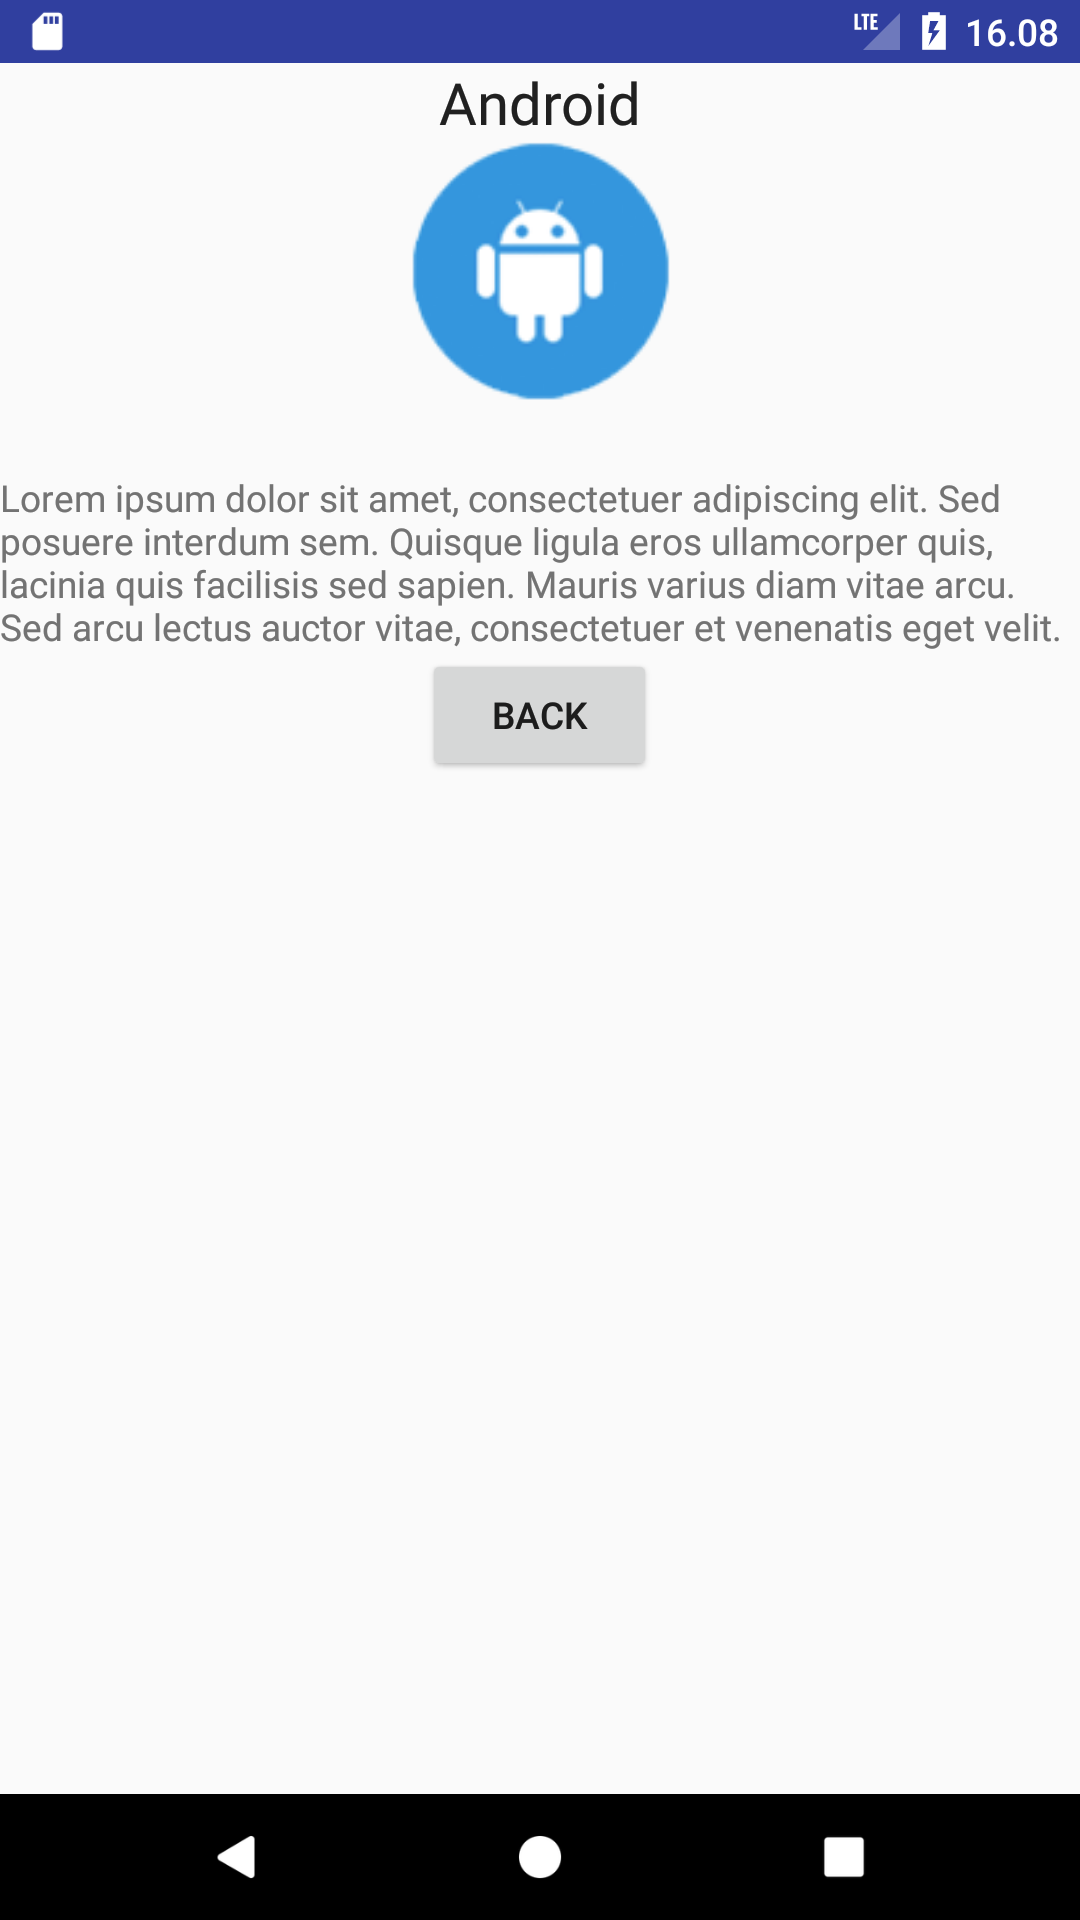 LTE 16.08
Android
Lorem ipsum dolor sit amet, consectetuer adipiscing elit. Sed
posuere interdum sem. Quisque ligula eros ullamcorper quis,
lacinia quis facilisis sed sapien. Mauris varius diam vitae arcu.
Sed arcu lectus auctor vitae, consectetuer et venenatis eget velit.
BACK